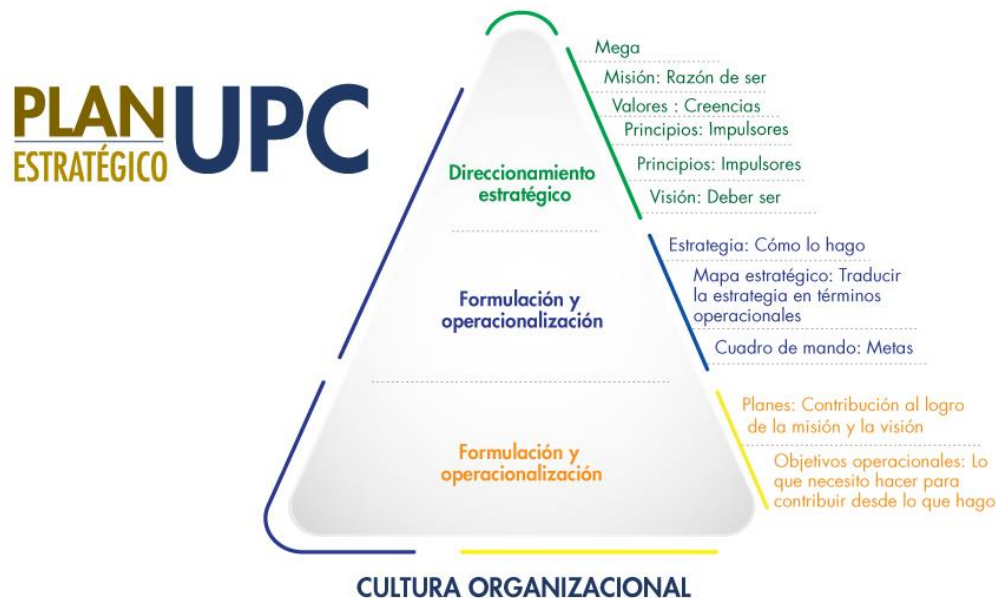 PLAN
ESTRATÉGICO
UPC
Direccionamiento
estratégico
Mega
Misión: Razón de ser
Valores : Creencias
Principios: Impulsores
Principios: Impulsores
Visión: Deber ser
Formulación y
operacionalización
Estrategia: Cómo lo hago
Mapa estratégico: Traducir
la estrategia en términos
operacionales
Cuadro de mando: Metas
Formulación y
operacionalización
Planes: Contribución al logro
de la misión y la visión
Objetivos operacionales: Lo
que necesito hacer para
contribuir desde lo que hago
CULTURA ORGANIZACIONAL